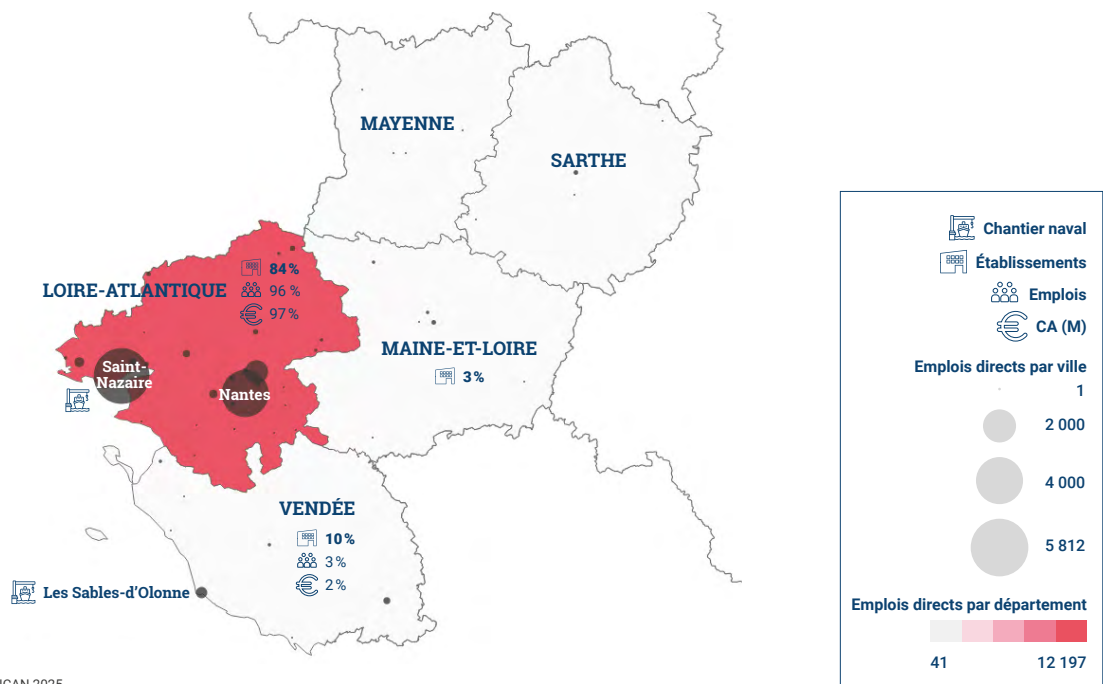 MAYENNE
SARTHE
84 %
LOIRE-ATLANTIQUE
96 %
97 %
MAINE-ET-LOIRE
3 %
Saint-
Nazaire
Nantes
VENDÉE
10 %
3 %
2 %
Les Sables-d’Olonne
Chantier naval
Établissements
Emplois
CA (M)
Emplois directs par ville
1
2 000
4 000
5 812
Emplois directs par département
41
12 197
2025